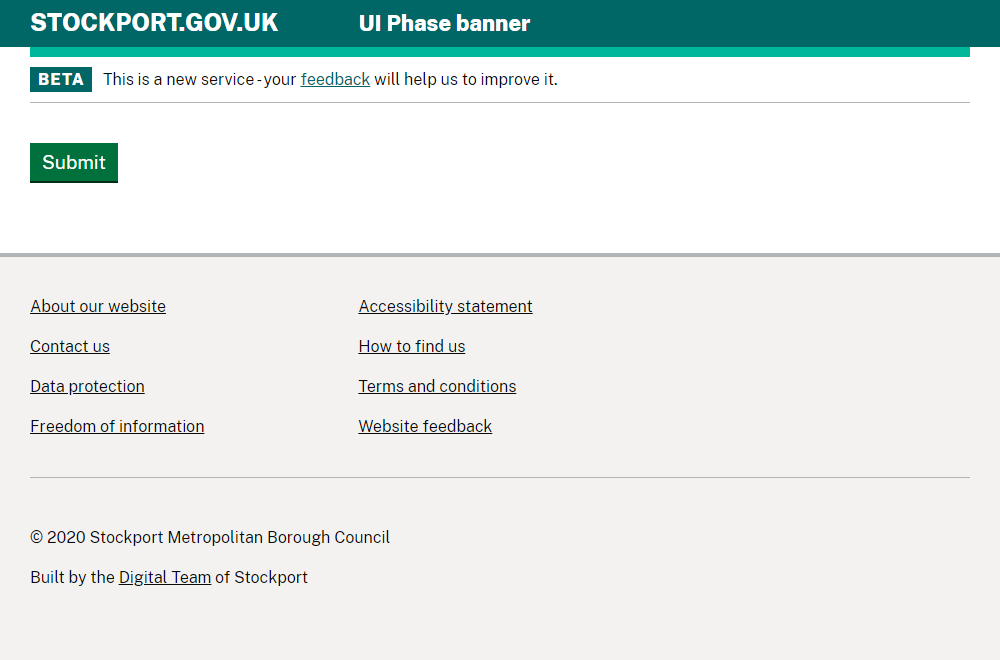 STOCKPORT.GOV.UK UI Phase banner
BETA This is a new service - your feedback will help us to improve it.
Submit
About our website
Contact us
Data protection
Freedom of information
Accessibility statement
How to find us
Terms and conditions
Website feedback
© 2020 Stockport Metropolitan Borough Council
Built by the Digital Team of Stockport